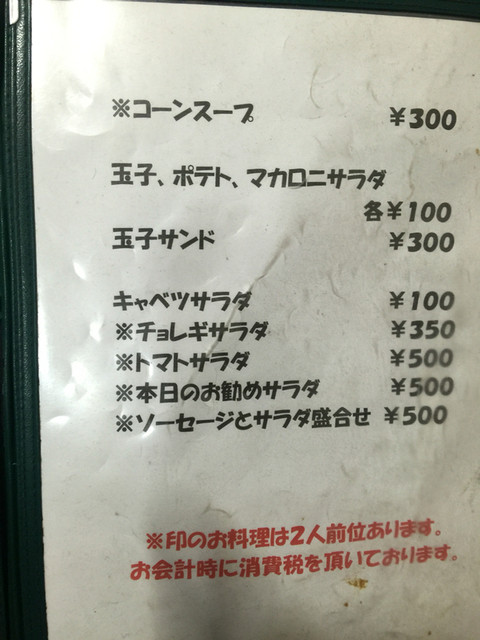 ※コーンスープ ¥300
玉子、ポテト、マカロニサラダ
各¥100
玉子サンド ¥300
キャベツサラダ ¥100
※チョレギサラダ ¥350
※トマトサラダ ¥500
※本日のお勧めサラダ ¥500
※ソーセージとサラダ盛合せ ¥500
※印のお料理は2人前位あります。
お会計時に消費税を頂いております。